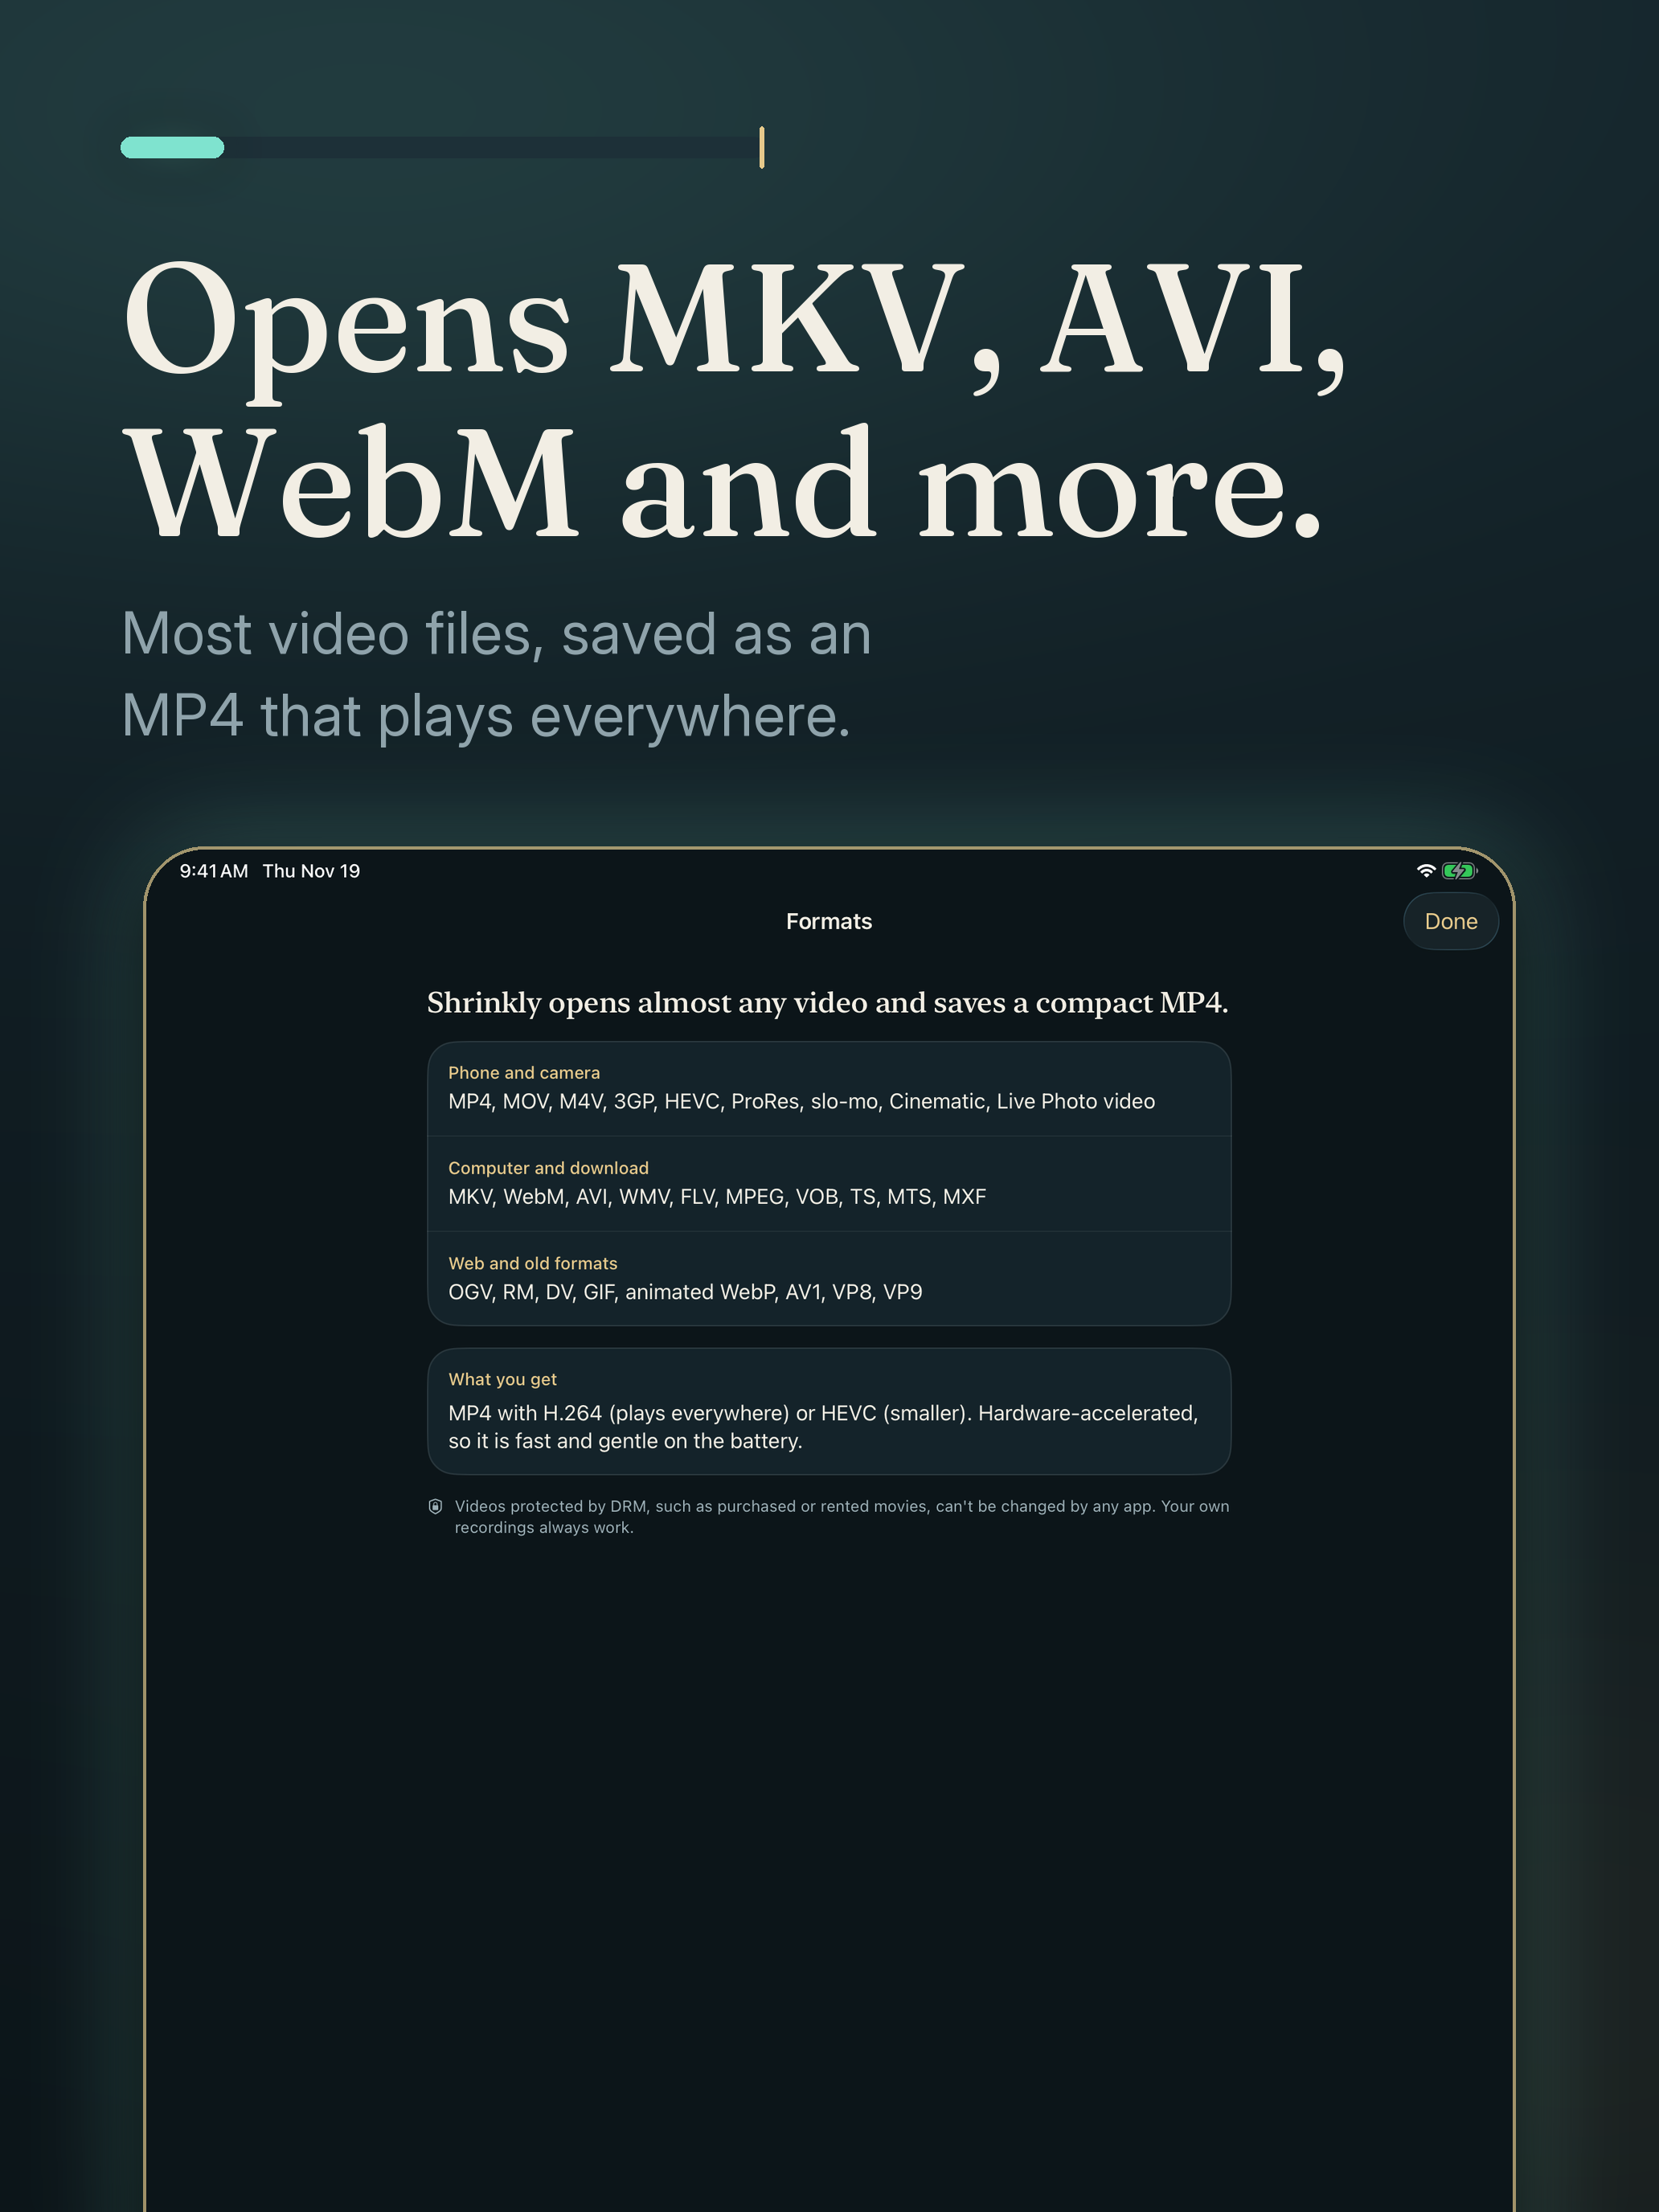 Opens MKV, AVI,
WebM and more.
Most video files, saved as an
MP4 that plays everywhere.
9:41 AM Thu Nov 19
Formats
Done
Shrinkly opens almost any video and saves a compact MP4.
Phone and camera
MP4, MOV, M4V, 3GP, HEVC, ProRes, slo-mo, Cinematic, Live Photo video
Computer and download
MKV, WebM, AVI, WMV, FLV, MPEG, VOB, TS, MTS, MXF
Web and old formats
OGV, RM, DV, GIF, animated WebP, AV1, VP8, VP9
What you get
MP4 with H.264 (plays everywhere) or HEVC (smaller). Hardware-accelerated,
so it is fast and gentle on the battery.
Videos protected by DRM, such as purchased or rented movies, can't be changed by any app. Your own
recordings always work.